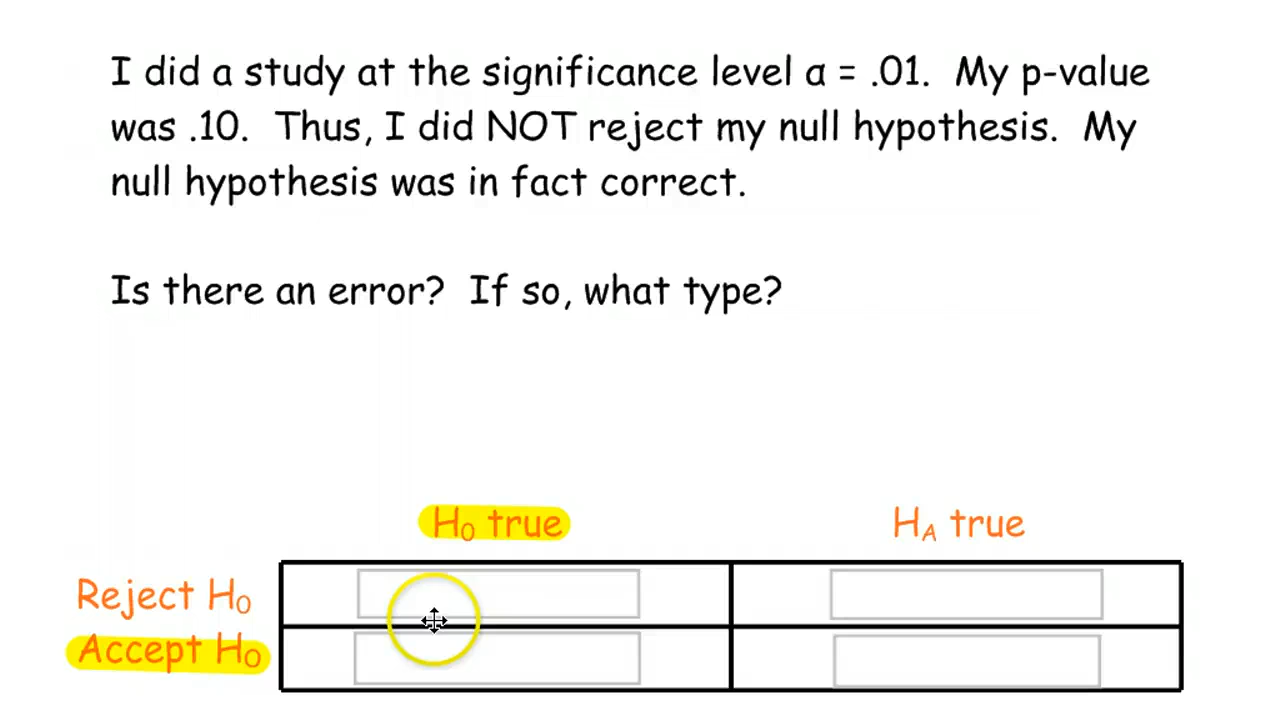 I did a study at the significance level α = .01.  My p-value
was .10.  Thus, I did NOT reject my null hypothesis.  My
null hypothesis was in fact correct.
Is there an error?  If so, what type?
H₀ true
Hₐ true
Reject H₀
Accept H₀